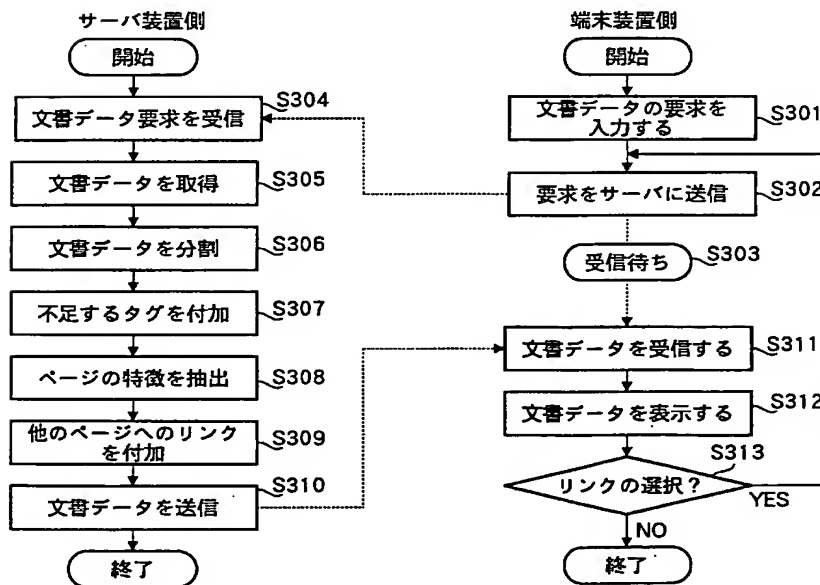 サーバ装置側
開始
文書データ要求を受信
S304
文書データを取得
S305
文書データを分割
S306
不足するタグを付加
S307
ページの特徴を抽出
S308
他のページへのリンク
を付加
S309
文書データを送信
S310
終了
端末装置側
開始
文書データの要求を
入力する
S301
要求をサーバに送信
S302
受信待ち
S303
文書データを受信する
S311
文書データを表示する
S312
リンクの選択?
S313
YES
NO
終了